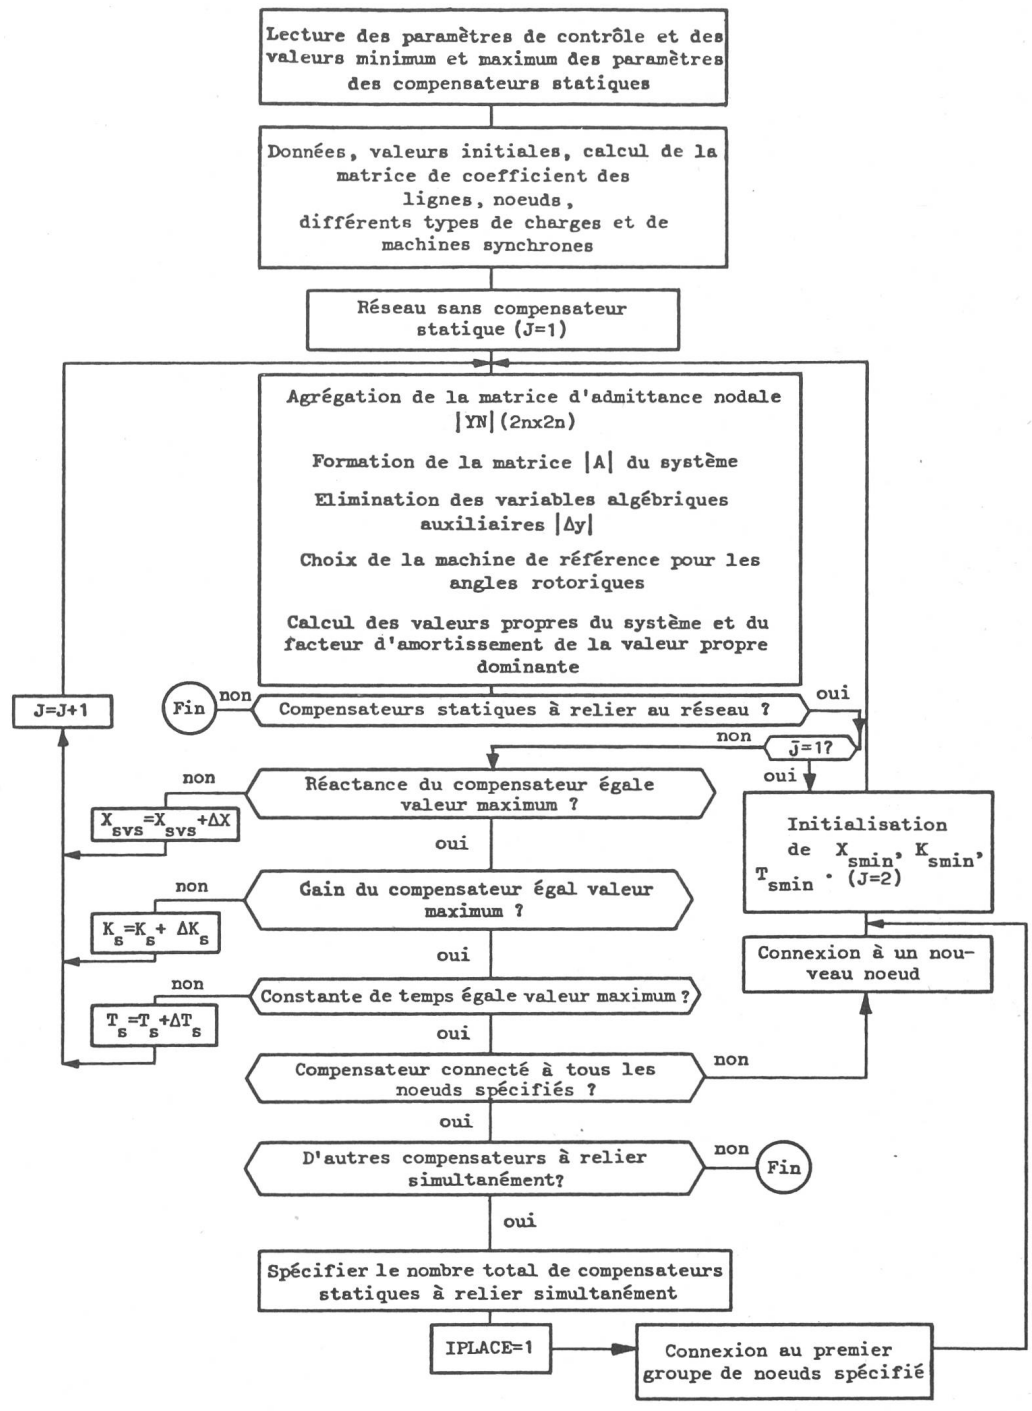 Lecture des paramètres de contrôle et des
valeurs minimum et maximum des paramètres
des compensateurs statiques
Données, valeurs initiales, calcul de la
matrice de coefficient des
lignes, noeuds,
différents types de charges et de
machines synchrones
Réseau sans compensateur
statique (J=1)
Agrégation de la matrice d'admittance nodale
|YN|(2nx2n)
Formation de la matrice |A| du système
Elimination des variables algébriques
auxiliaires |Δy|
Choix de la machine de référence pour les
angles rotoriques
Calcul des valeurs propres du système et du
facteur d'amortissement de la valeur propre
dominante
J=J+1
Fin
non
Compensateurs statiques à relier au réseau ?
oui
non
J=1?
oui
non
Réactance du compensateur égale
valeur maximum ?
X_svs=X_svs+ΔX
oui
Initialisation
de X_smin, K_smin,
T_smin . (J=2)
non
Gain du compensateur égal valeur
maximum ?
K_s=K_s+ ΔK_s
oui
Connexion à un nou-
veau noeud
non
Constante de temps égale valeur maximum ?
T_s=T_s+ΔT_s
oui
Compensateur connecté à tous les
noeuds spécifiés ?
non
oui
D'autres compensateurs à relier
simultanément?
non
Fin
oui
Spécifier le nombre total de compensateurs
statiques à relier simultanément
IPLACE=1
Connexion au premier
groupe de noeuds spécifié